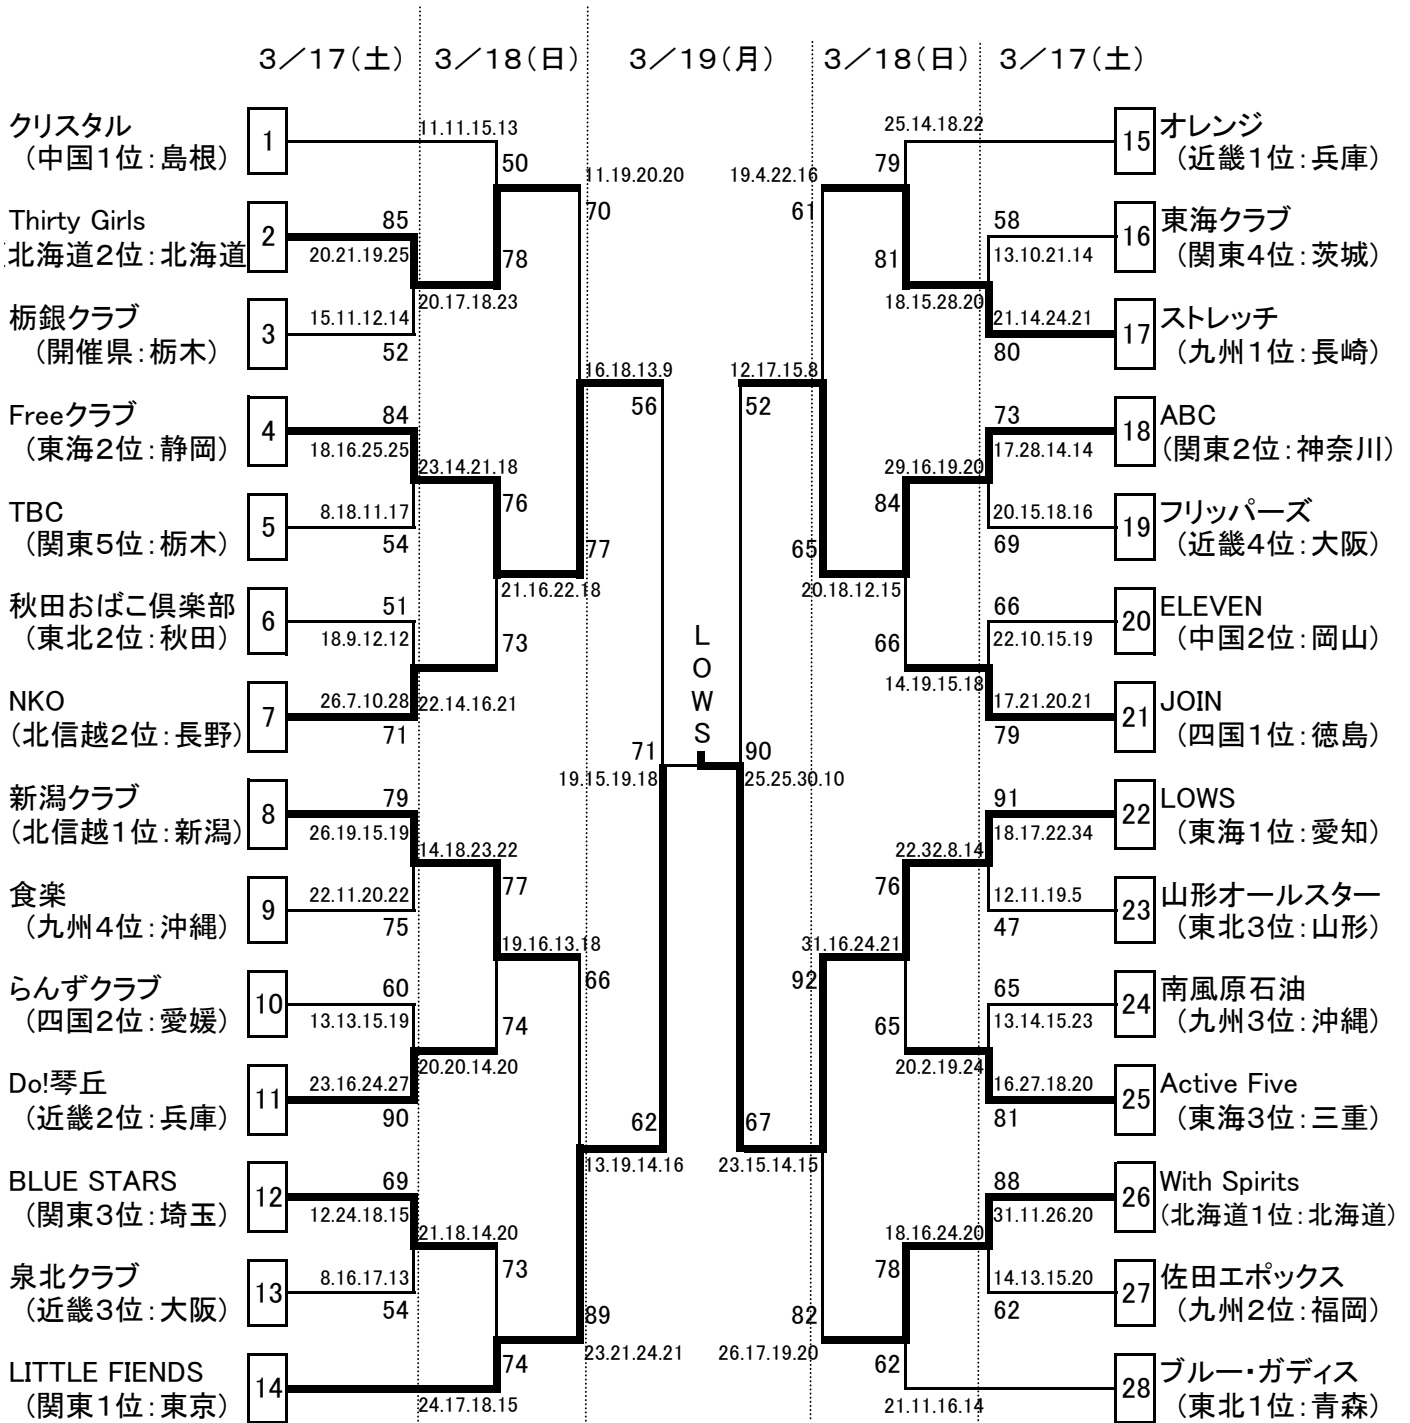 3／17（土） 3／18（日） 3／19（月） 3／18（日） 3／17（土）
クリスタル
（中国1位：島根）
1
11.11.15.13
50
Thirty Girls
（北海道2位：北海道
2
85
20.21.19.25
78
20.17.18.23
栃銀クラブ
（開催県：栃木）
3
15.11.12.14
52
11.19.20.20
70
Freeクラブ
（東海2位：静岡）
4
84
18.16.25.25
23.14.21.18
76
TBC
（関東5位：栃木）
5
8.18.11.17
54
77
21.16.22.18
秋田おばこ倶楽部
（東北2位：秋田）
6
51
18.9.12.12
73
NKO
（北信越2位：長野）
7
26.7.10.28
71
22.14.16.21
16.18.13.9
56
新潟クラブ
（北信越1位：新潟）
8
79
26.19.15.19
14.18.23.22
77
食楽
（九州4位：沖縄）
9
22.11.20.22
75
19.16.13.18
66
らんずクラブ
（四国2位：愛媛）
10
60
13.13.15.19
74
20.20.14.20
Do!琴丘
（近畿2位：兵庫）
11
23.16.24.27
90
62
13.19.14.16
BLUE STARS
（関東3位：埼玉）
12
69
12.24.18.15
21.18.14.20
73
泉北クラブ
（近畿3位：大阪）
13
8.16.17.13
54
89
23.21.24.21
LITTLE FIENDS
（関東1位：東京）
14
74
24.17.18.15
L
O
W
S
71
19.15.19.18
90
25.25.30.10
25.14.18.22
79
15
オレンジ
（近畿1位：兵庫）
19.4.22.16
61
58
13.10.21.14
16
東海クラブ
（関東4位：茨城）
81
18.15.28.20
21.14.24.21
80
17
ストレッチ
（九州1位：長崎）
12.17.15.8
52
73
17.28.14.14
18
ABC
（関東2位：神奈川）
29.16.19.20
84
20.15.18.16
69
19
フリッパーズ
（近畿4位：大阪）
65
20.18.12.15
66
22.10.15.19
20
ELEVEN
（中国2位：岡山）
66
14.19.15.18
17.21.20.21
79
21
JOIN
（四国1位：徳島）
91
18.17.22.34
22
LOWS
（東海1位：愛知）
22.32.8.14
76
12.11.19.5
47
23
山形オールスター
（東北3位：山形）
31.16.24.21
92
65
13.14.15.23
24
南風原石油
（九州3位：沖縄）
65
20.2.19.24
16.27.18.20
81
25
Active Five
（東海3位：三重）
67
23.15.14.15
88
31.11.26.20
26
With Spirits
（北海道1位：北海道）
18.16.24.20
78
14.13.15.20
62
27
佐田エポックス
（九州2位：福岡）
82
26.17.19.20
62
21.11.16.14
28
ブルー・ガディス
（東北1位：青森）